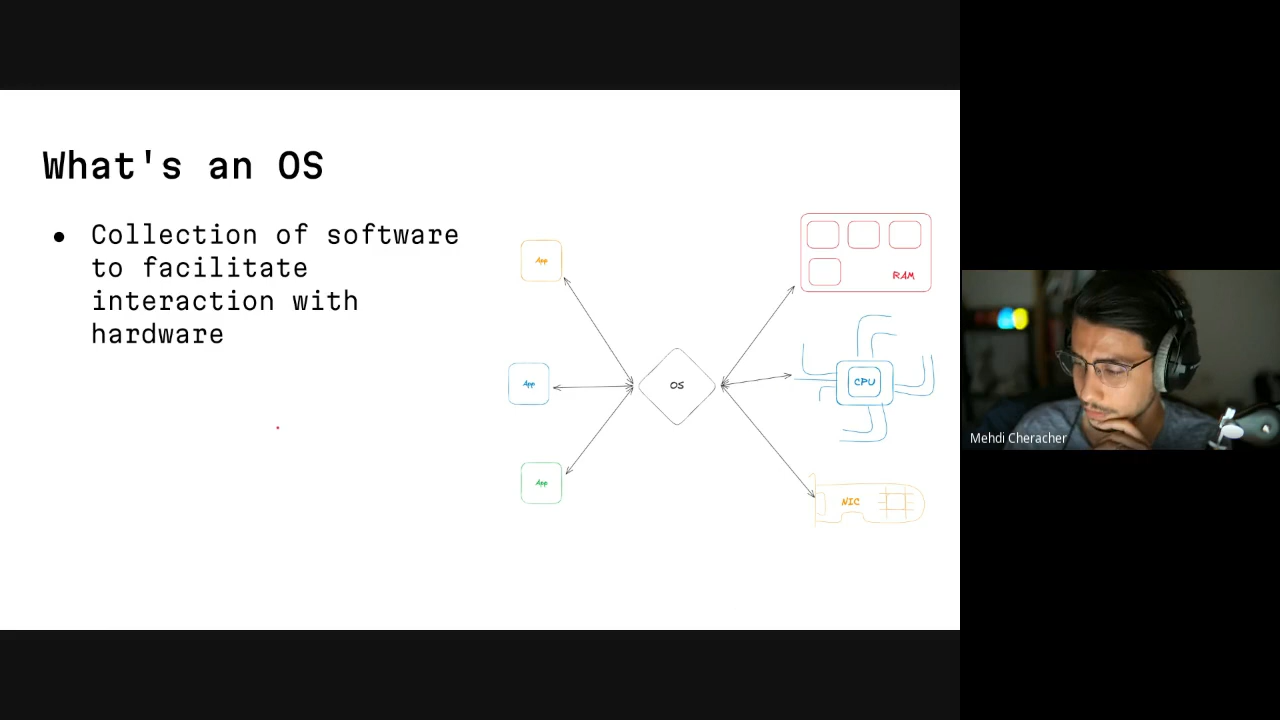 What's an OS
● Collection of software
to facilitate
interaction with
hardware
App
App
App
OS
RAM
CPU
NIC
Mehdi Cheracher